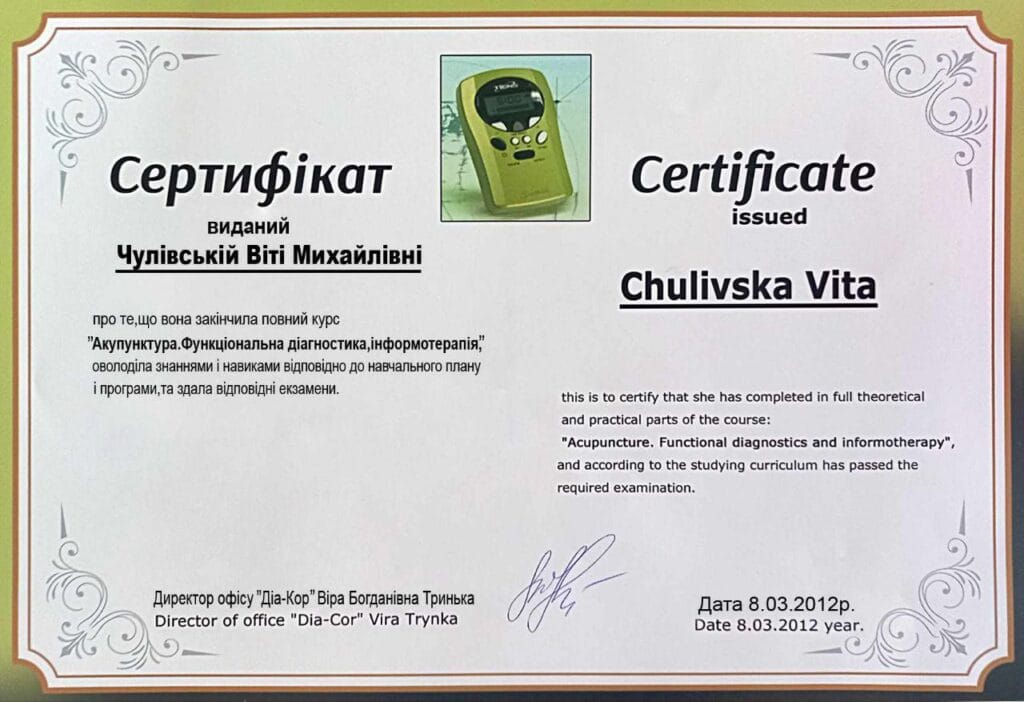 Сертифікат
виданий
Чулівській Віті Михайлівні
про те,що вона закінчила повний курс
"Акупунктура.Функціональна діагностика,інформотерапія,"
оволоділа знаннями і навиками відповідно до навчального плану
і програми,та здала відповідні екзамени.
Certificate
issued
Chulivska Vita
this is to certify that she has completed in full theoretical
and practical parts of the course:
"Acupuncture. Functional diagnostics and informotherapy",
and according to the studying curriculum has passed the
required examination.
Директор офісу "Діа-Кор" Віра Богданівна Тринька
Director of office "Dia-Cor" Vira Trynka
Дата 8.03.2012р.
Date 8.03.2012 year.